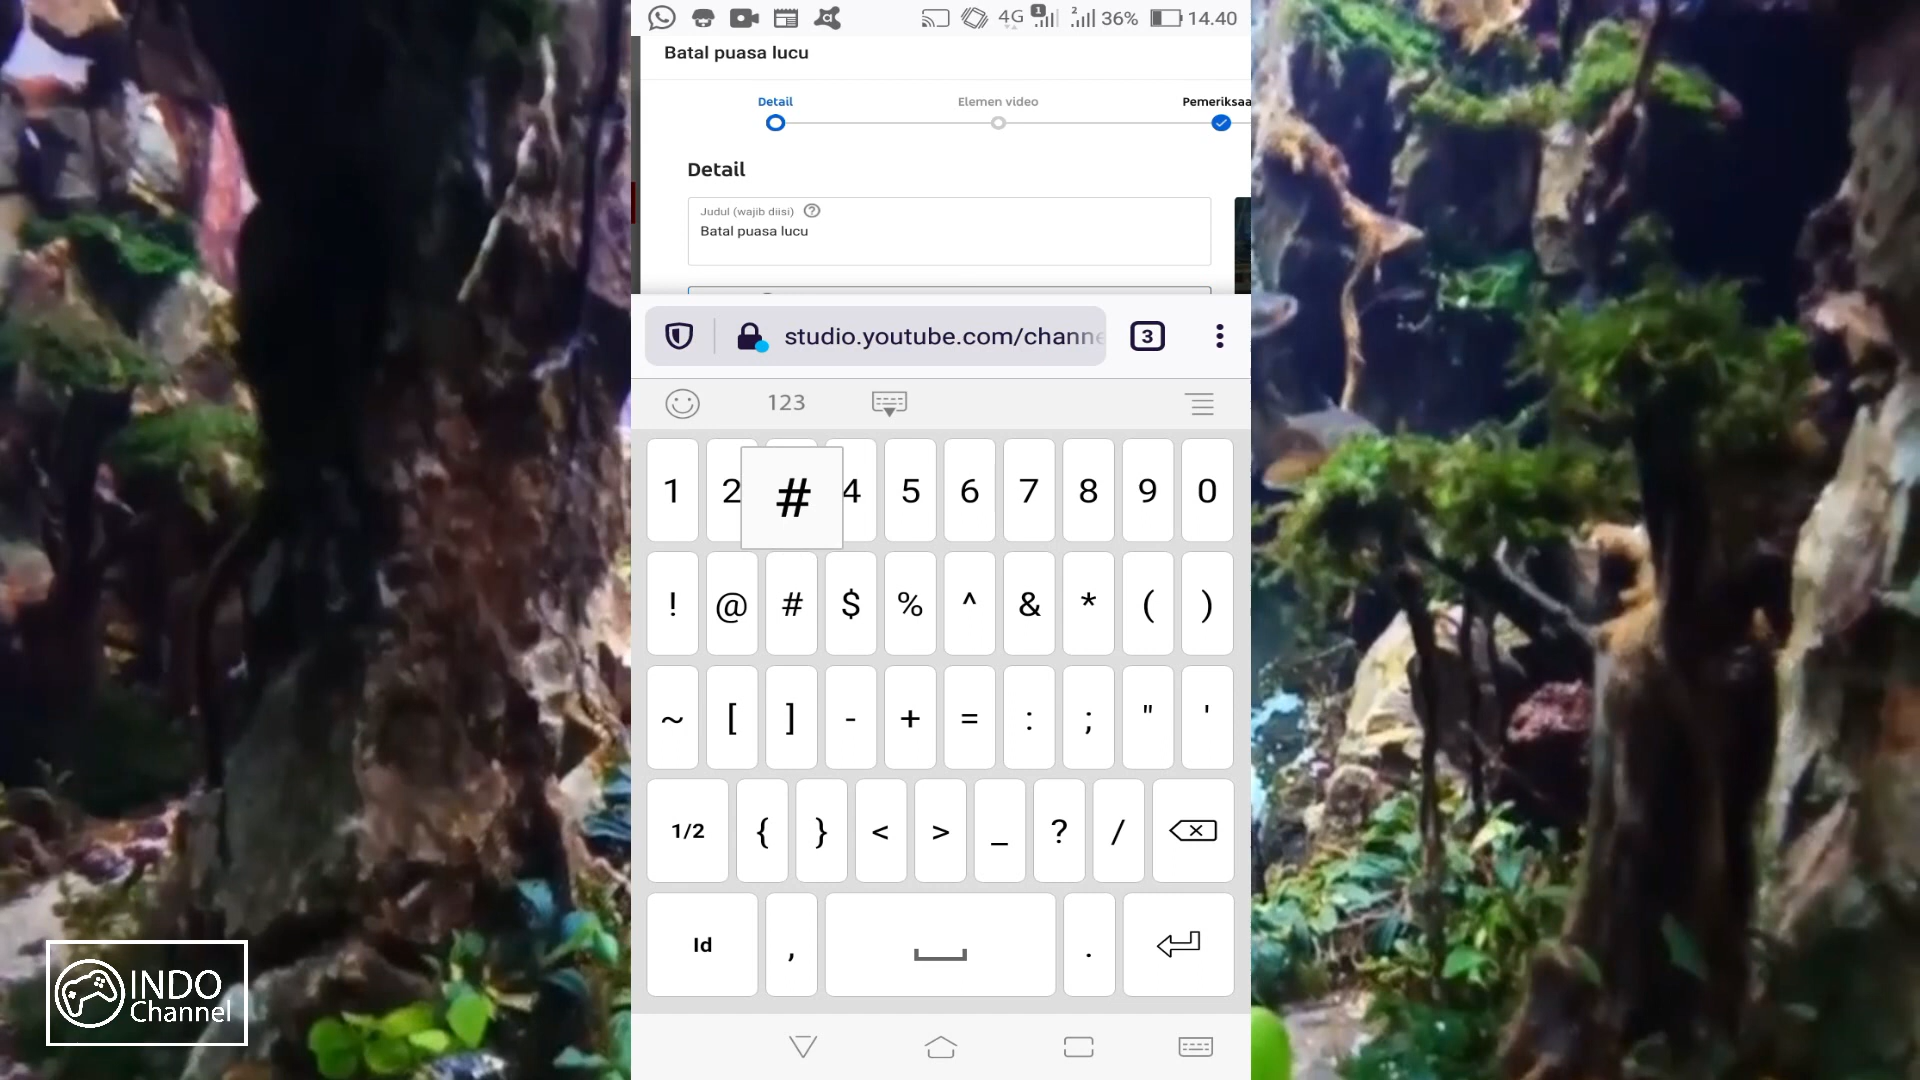 4G 1 2 36% 14.40
Batal puasa lucu
Detail Elemen video Pemeriksaa
Detail
Judul (wajib diisi) ?
Batal puasa lucu
studio.youtube.com/channe 3
123
1 2 # 4 5 6 7 8 9 0
! @ # $ % ^ & * ( )
~ [ ] - + = : ; " '
1/2 { } < > _ ? /
Id , .
INDO
Channel